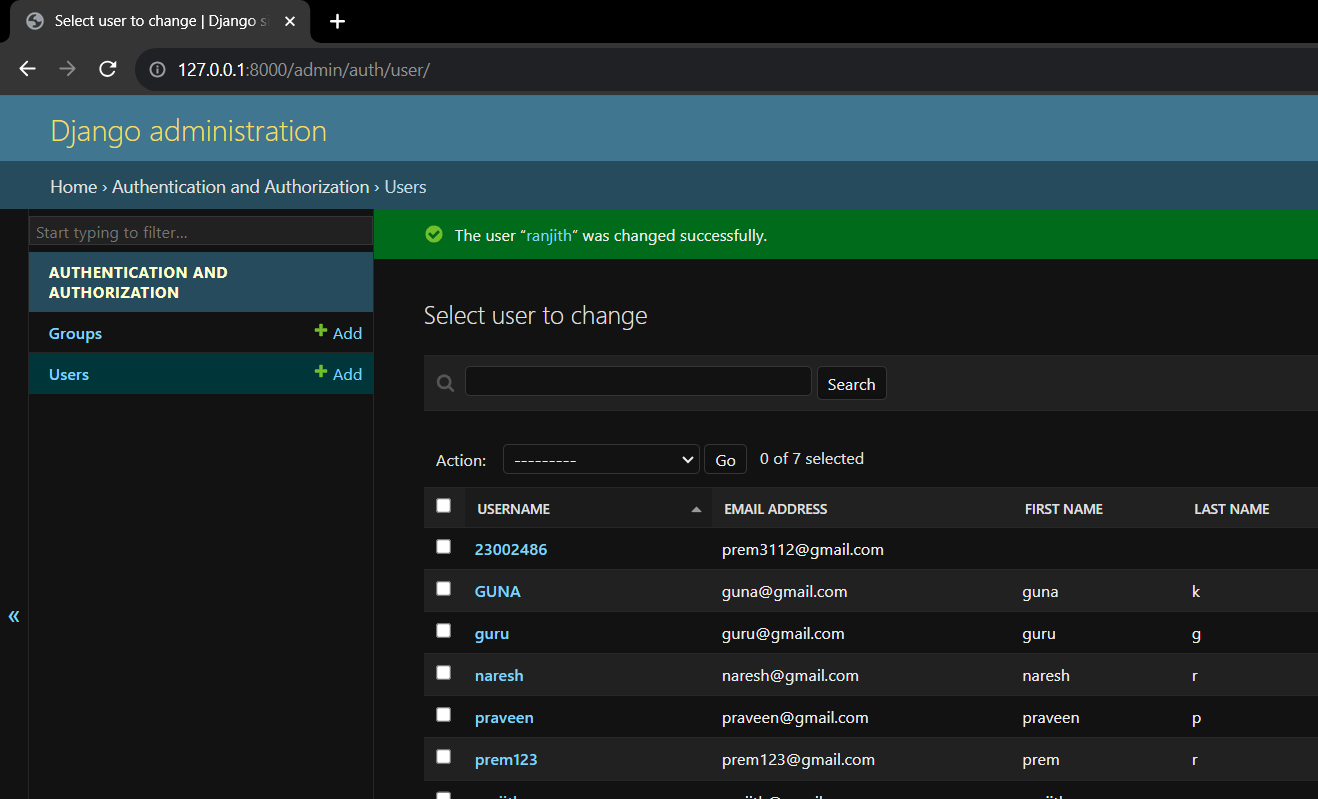 Select user to change | Django s
127.0.0.1:8000/admin/auth/user/
Django administration
Home › Authentication and Authorization › Users
Start typing to filter...
AUTHENTICATION AND
AUTHORIZATION
Groups + Add
Users + Add
«
The user “ranjith” was changed successfully.
Select user to change
Search
Action: --------- Go 0 of 7 selected
USERNAME EMAIL ADDRESS FIRST NAME LAST NAME
23002486 prem3112@gmail.com
GUNA guna@gmail.com guna k
guru guru@gmail.com guru g
naresh naresh@gmail.com naresh r
praveen praveen@gmail.com praveen p
prem123 prem123@gmail.com prem r